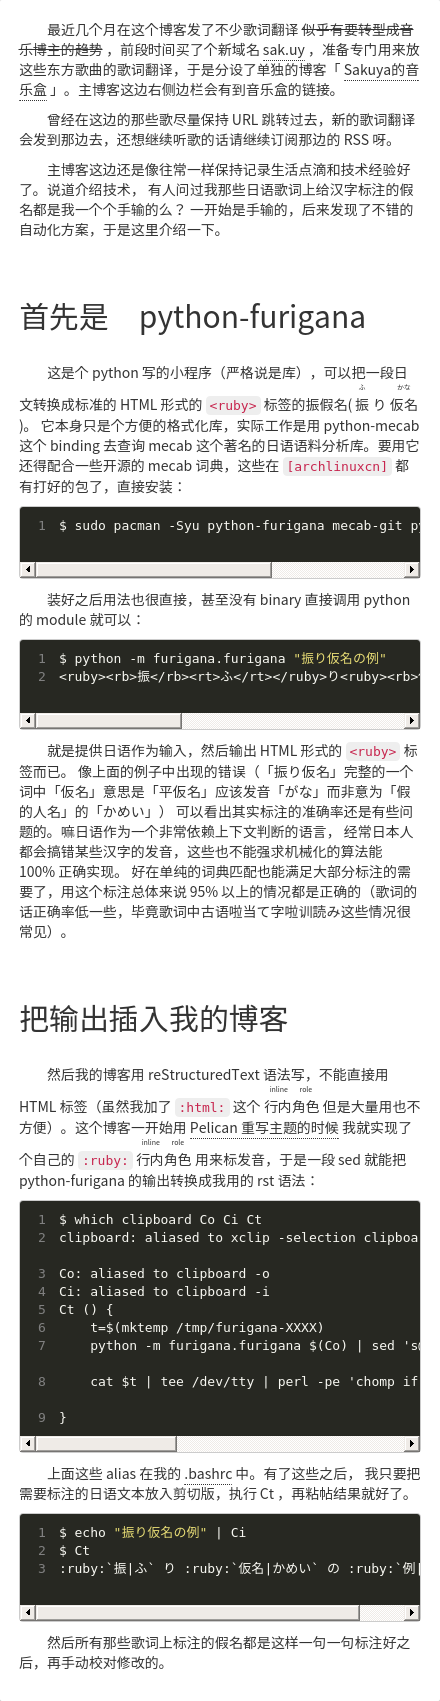 最近几个月在这个博客发了不少歌词翻译 似乎有要转型成音
乐博主的趋势 ，前段时间买了个新域名 sak.uy ，准备专门用来放
这些东方歌曲的歌词翻译，于是分设了单独的博客「 Sakuya的音
乐盒 」。主博客这边右侧边栏会有到音乐盒的链接。
曾经在这边的那些歌尽量保持 URL 跳转过去，新的歌词翻译
会发到那边去，还想继续听歌的话请继续订阅那边的 RSS 呀。
主博客这边还是像往常一样保持记录生活点滴和技术经验好
了。说道介绍技术， 有人问过我那些日语歌词上给汉字标注的假
名都是我一个个手输的么？ 一开始是手输的，后来发现了不错的
自动化方案，于是这里介绍一下。
首先是　python-furigana
这是个 python 写的小程序（严格说是库），可以把一段日
ふ かな
文转换成标准的 HTML 形式的 <ruby> 标签的振假名( 振 り 仮名
)。 它本身只是个方便的格式化库，实际工作是用 python-mecab
这个 binding 去查询 mecab 这个著名的日语语料分析库。要用它
还得配合一些开源的 mecab 词典，这些在 [archlinuxcn] 都
有打好的包了，直接安装：
1 $ sudo pacman -Syu python-furigana mecab-git
装好之后用法也很直接，甚至没有 binary 直接调用 python
的 module 就可以：
1 $ python -m furigana.furigana "振り仮名の例"
2 <ruby><rb>振</rb><rt>ふ</rt></ruby>り<ruby><rb>
就是提供日语作为输入，然后输出 HTML 形式的 <ruby> 标
签而已。 像上面的例子中出现的错误（「振り仮名」完整的一个
词中「仮名」意思是「平仮名」应该发音「がな」而非意为「假
的人名」的「かめい」） 可以看出其实标注的准确率还是有些问
题的。嘛日语作为一个非常依赖上下文判断的语言， 经常日本人
都会搞错某些汉字的发音，这些也不能强求机械化的算法能
100% 正确实现。 好在单纯的词典匹配也能满足大部分标注的需
要了，用这个标注总体来说 95% 以上的情况都是正确的（歌词的
话正确率低一些，毕竟歌词中古语啦当て字啦训読み这些情况很
常见）。
把输出插入我的博客
然后我的博客用 reStructuredText 语法写，不能直接用
inline role
HTML 标签（虽然我加了 :html: 这个 行内角色 但是大量用也不
方便）。这个博客一开始用 Pelican 重写主题的时候 我就实现了
inline role
个自己的 :ruby: 行内角色 用来标发音，于是一段 sed 就能把
python-furigana 的输出转换成我用的 rst 语法：
1 $ which clipboard Co Ci Ct
2 clipboard: aliased to xclip -selection
3 Co: aliased to clipboard -o
4 Ci: aliased to clipboard -i
5 Ct () {
6 t=$(mktemp /tmp/furigana-XXXX)
7 python -m furigana.furigana $(Co) | sed
8 cat $t | tee /dev/tty | perl -pe 'chomp if
9 }
上面这些 alias 在我的 .bashrc 中。有了这些之后， 我只要把
需要标注的日语文本放入剪切版，执行 Ct ，再粘帖结果就好了。
1 $ echo "振り仮名の例" | Ci
2 $ Ct
3 :ruby:`振|ふ` り :ruby:`仮名|かめい` の :ruby:`例|
然后所有那些歌词上标注的假名都是这样一句一句标注好之
后，再手动校对修改的。